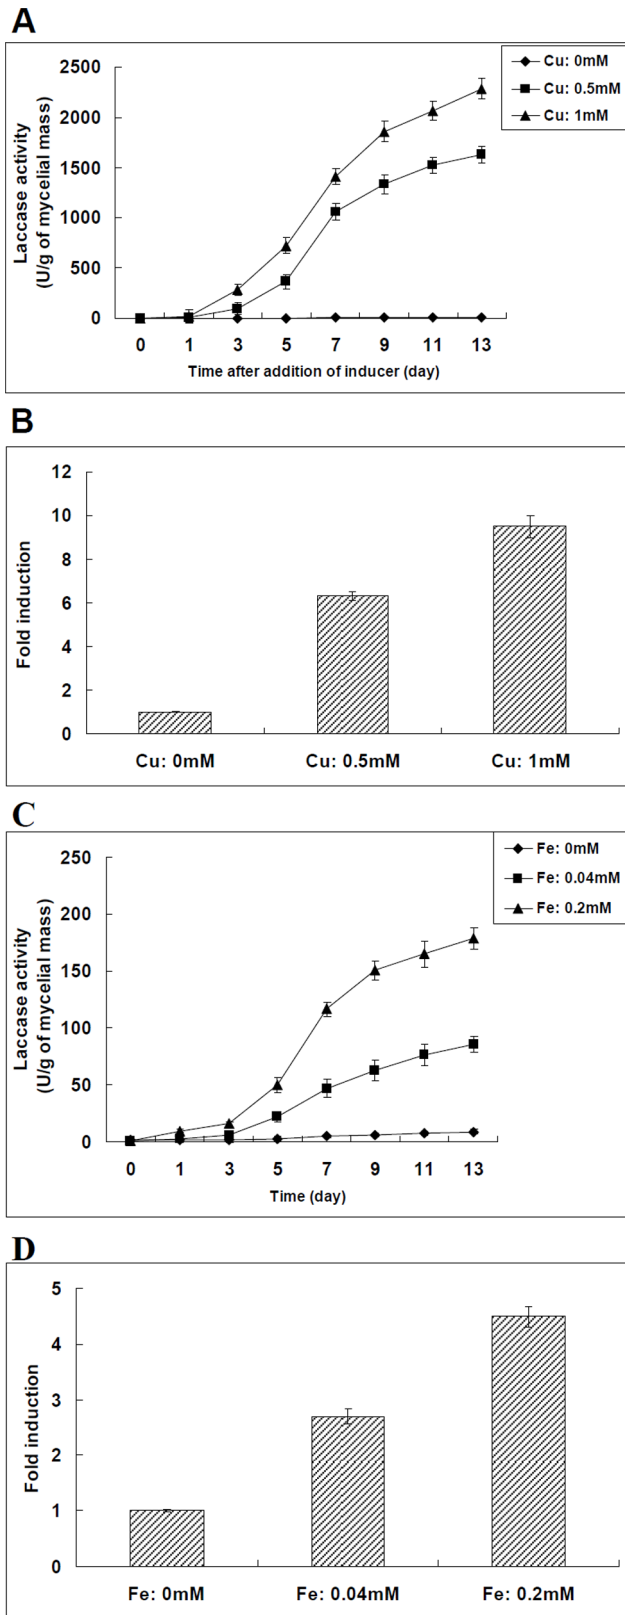 A
Laccase activity
(U/g of mycelial mass)
2500
2000
1500
1000
500
0
0 1 3 5 7 9 11 13
Time after addition of inducer (day)
Cu: 0mM
Cu: 0.5mM
Cu: 1mM
B
Fold induction
12
10
8
6
4
2
0
Cu: 0mM Cu: 0.5mM Cu: 1mM
C
Laccase activity
(U/g of mycelial mass)
250
200
150
100
50
0
0 1 3 5 7 9 11 13
Time (day)
Fe: 0mM
Fe: 0.04mM
Fe: 0.2mM
D
Fold induction
5
4
3
2
1
0
Fe: 0mM Fe: 0.04mM Fe: 0.2mM